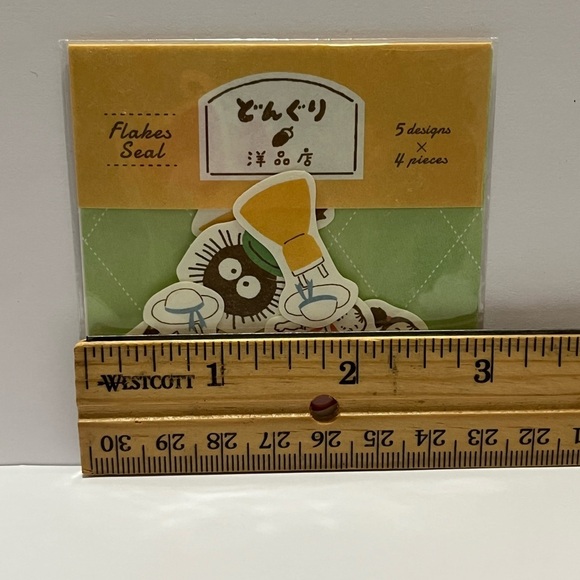 Flakes
Seal
どんぐり
洋品店
5 designs
×
4 pieces
WESTCOTT
1 2 3
30 29 28 27 26 25 24 23 22